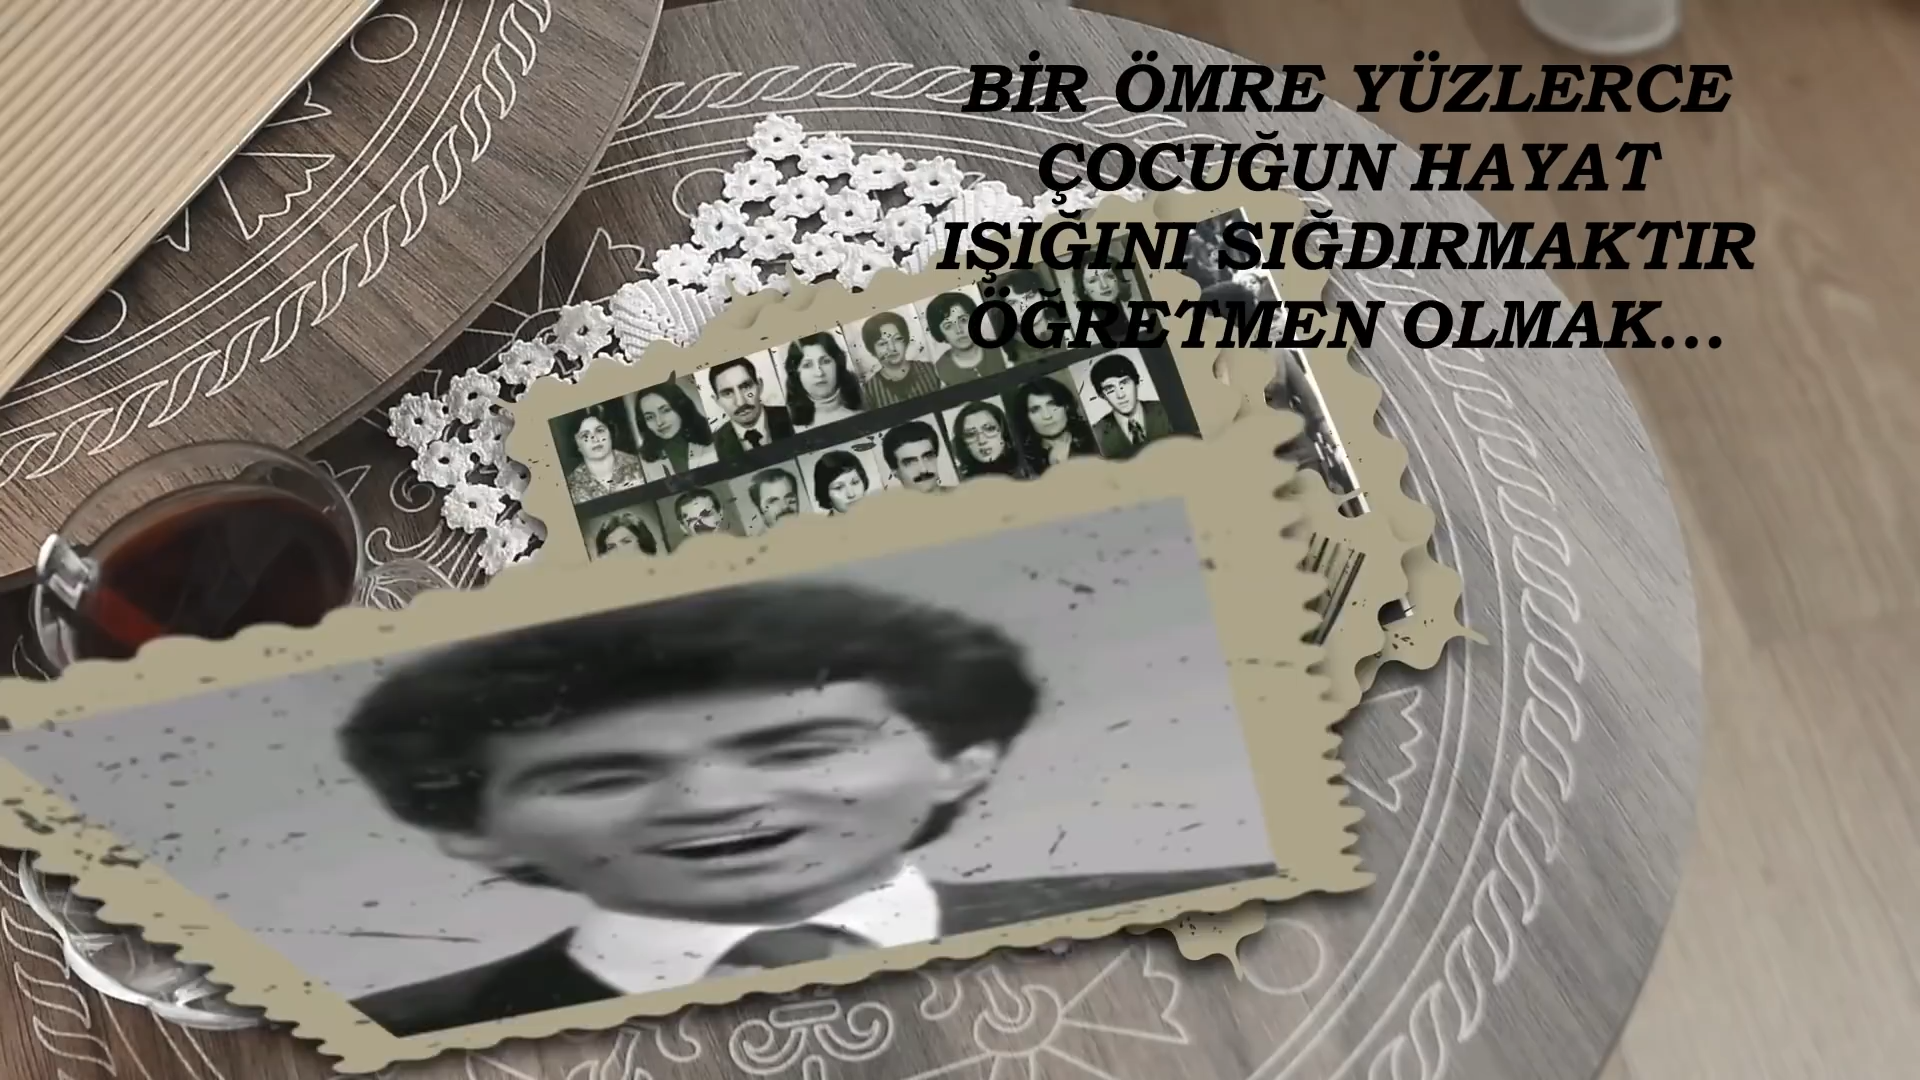 BİR ÖMRE YÜZLERCE
ÇOCUĞUN HAYAT
IŞIĞINI SIĞDIRMAKTIR
ÖĞRETMEN OLMAK...